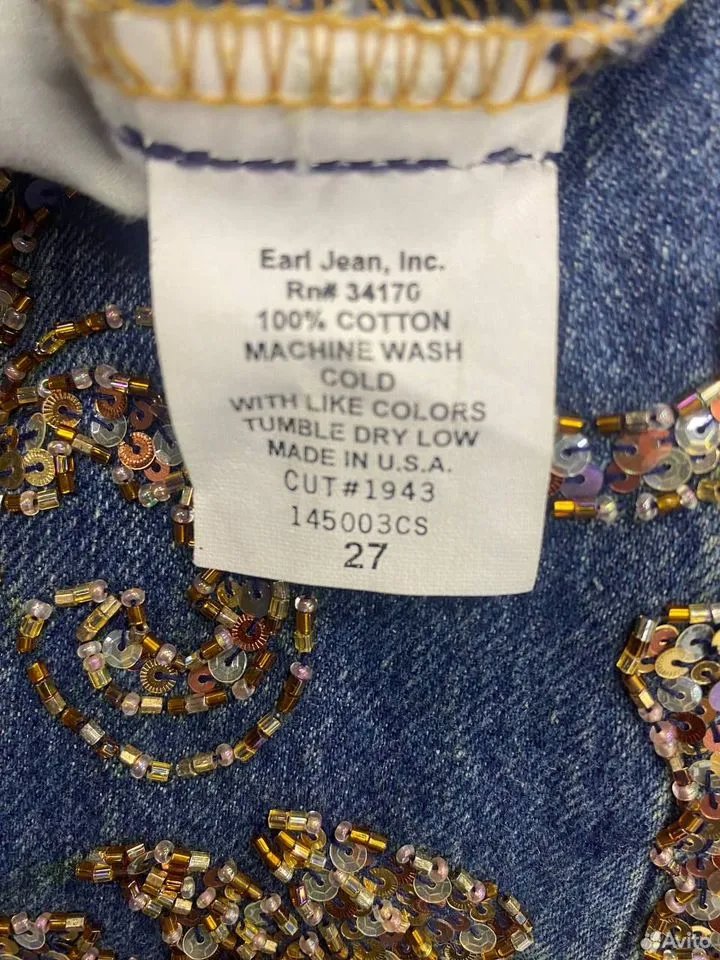 Earl Jean, Inc.
Rn# 34170
100% COTTON
MACHINE WASH
COLD
WITH LIKE COLORS
TUMBLE DRY LOW
MADE IN U.S.A.
CUT#1943
145003CS
27
Avito